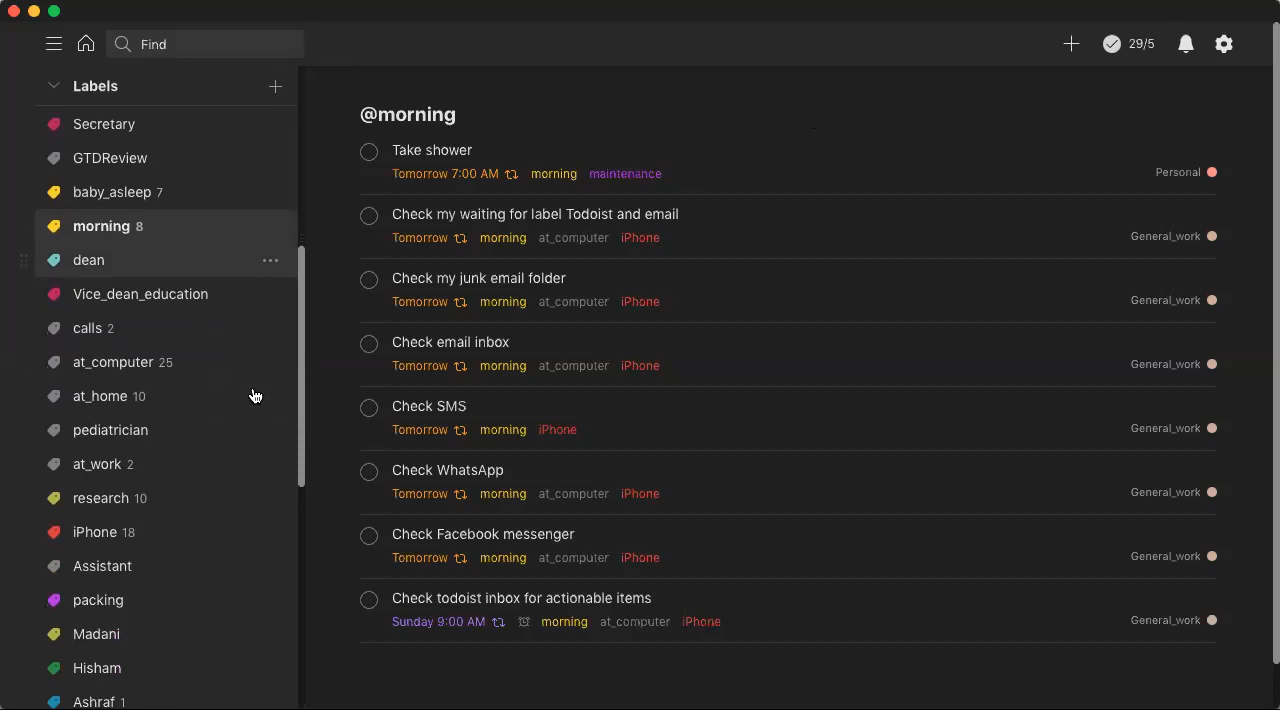 Find
29/5
Labels
Secretary
GTDReview
baby_asleep 7
morning 8
dean
Vice_dean_education
calls 2
at_computer 25
at_home 10
pediatrician
at_work 2
research 10
iPhone 18
Assistant
packing
Madani
Hisham
Ashraf 1
@morning
Take shower
Tomorrow 7:00 AM morning maintenance Personal
Check my waiting for label Todoist and email
Tomorrow morning at_computer iPhone General_work
Check my junk email folder
Tomorrow morning at_computer iPhone General_work
Check email inbox
Tomorrow morning at_computer iPhone General_work
Check SMS
Tomorrow morning iPhone General_work
Check WhatsApp
Tomorrow morning at_computer iPhone General_work
Check Facebook messenger
Tomorrow morning at_computer iPhone General_work
Check todoist inbox for actionable items
Sunday 9:00 AM morning at_computer iPhone General_work